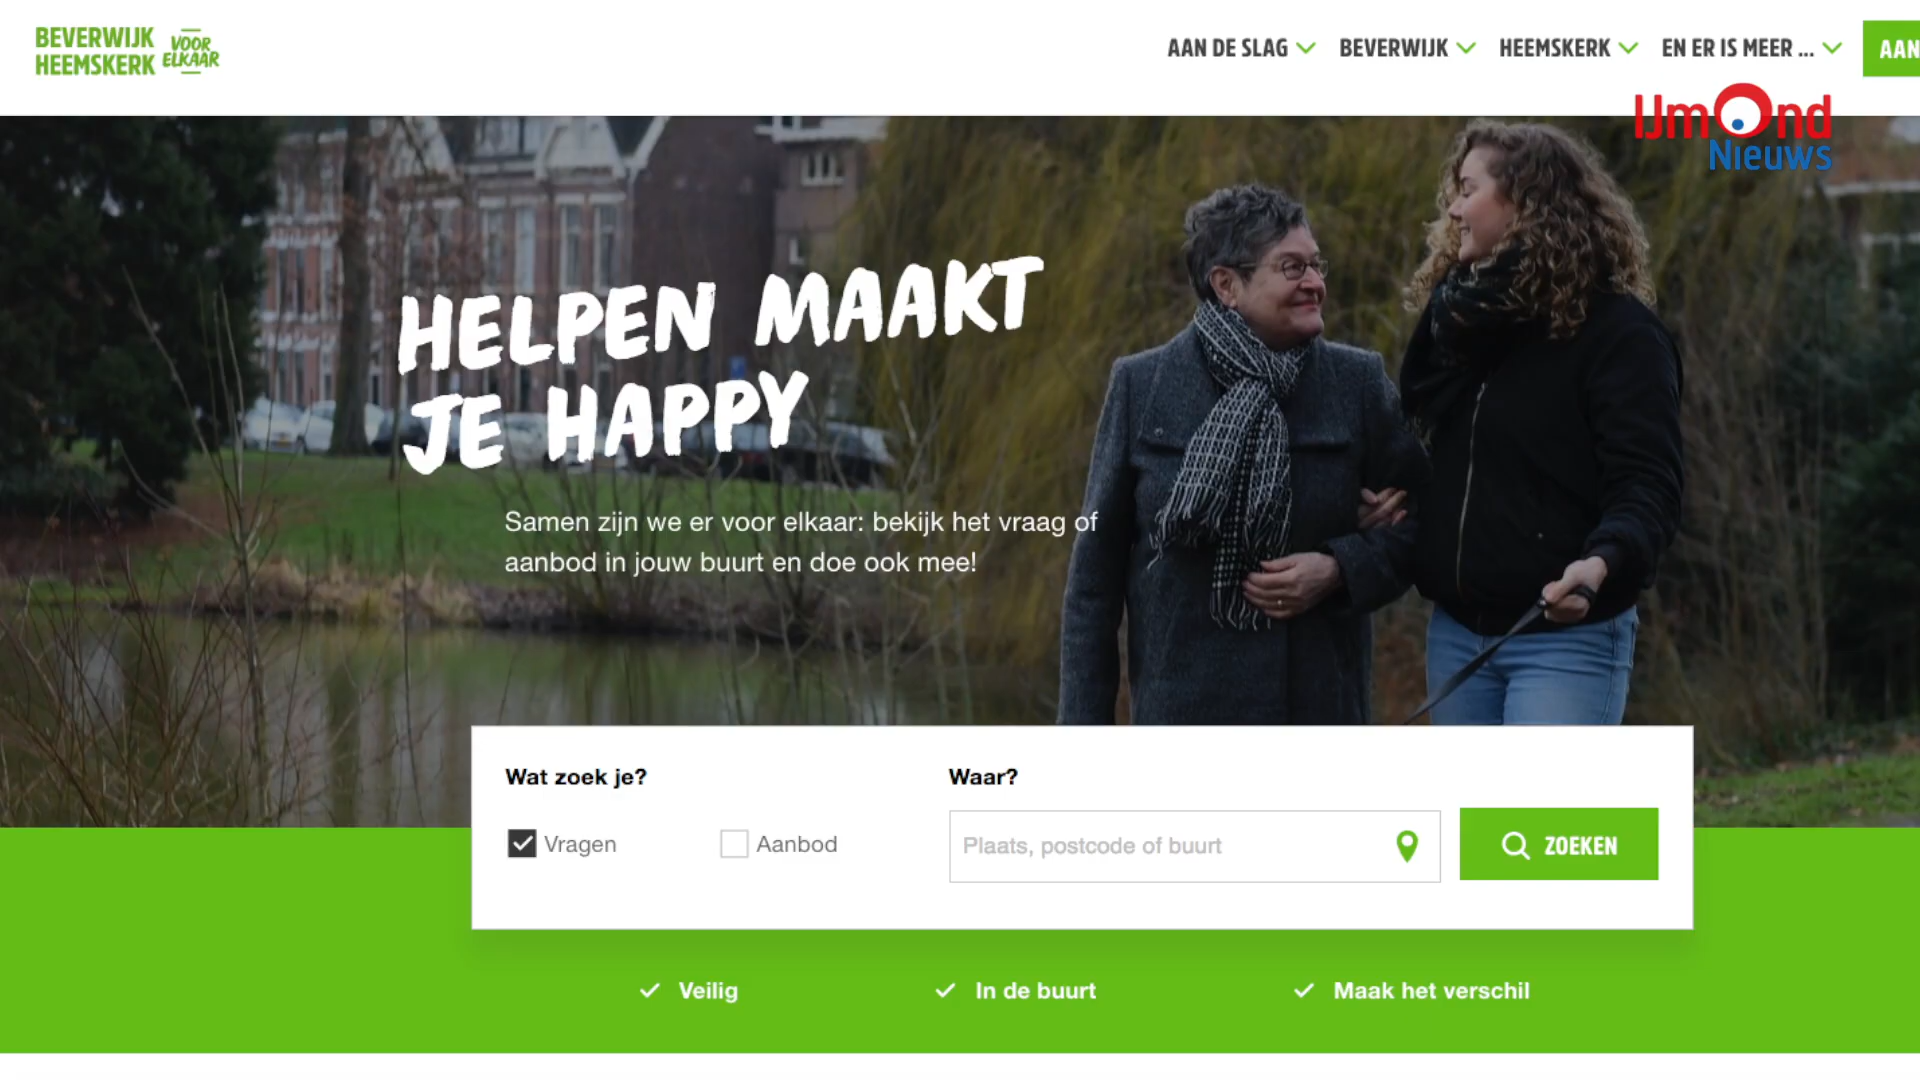 BEVERWIJK
HEEMSKERK
VOOR
ELKAAR
AAN DE SLAG
BEVERWIJK
HEEMSKERK
EN ER IS MEER ...
AAN
IJmOnd
Nieuws
HELPEN MAAKT
JE HAPPY
Samen zijn we er voor elkaar: bekijk het vraag of
aanbod in jouw buurt en doe ook mee!
Wat zoek je?
Waar?
Vragen
Aanbod
Plaats, postcode of buurt
ZOEKEN
Veilig
In de buurt
Maak het verschil